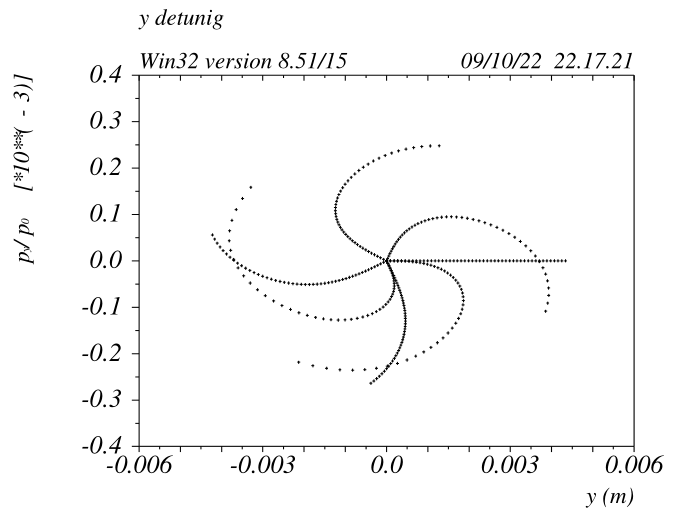 y detunig
Win32 version 8.51/15 09/10/22 22.17.21
p_y/ p_0 [*10**( - 3)]
0.4
0.3
0.2
0.1
0.0
-0.1
-0.2
-0.3
-0.4
-0.006 -0.003 0.0 0.003 0.006
y (m)